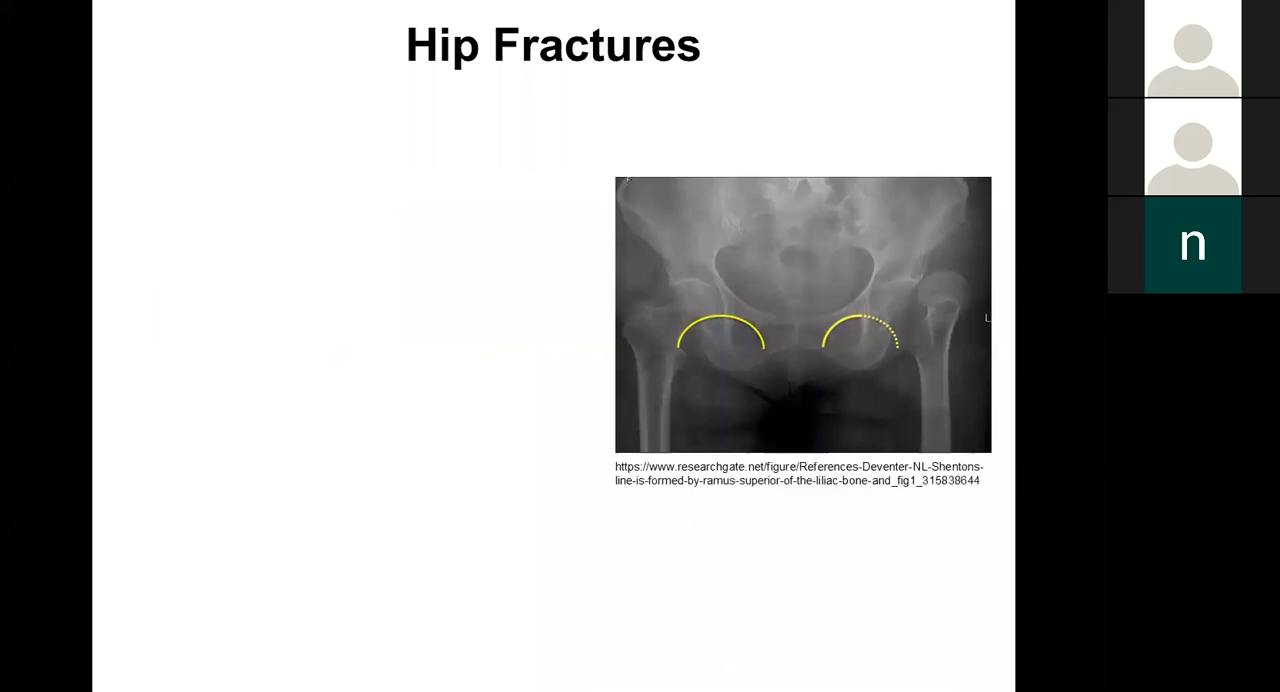 Hip Fractures
L
https://www.researchgate.net/figure/References-Deventer-NL-Shentons-
line-is-formed-by-ramus-superior-of-the-liliac-bone-and_fig1_315838644
n